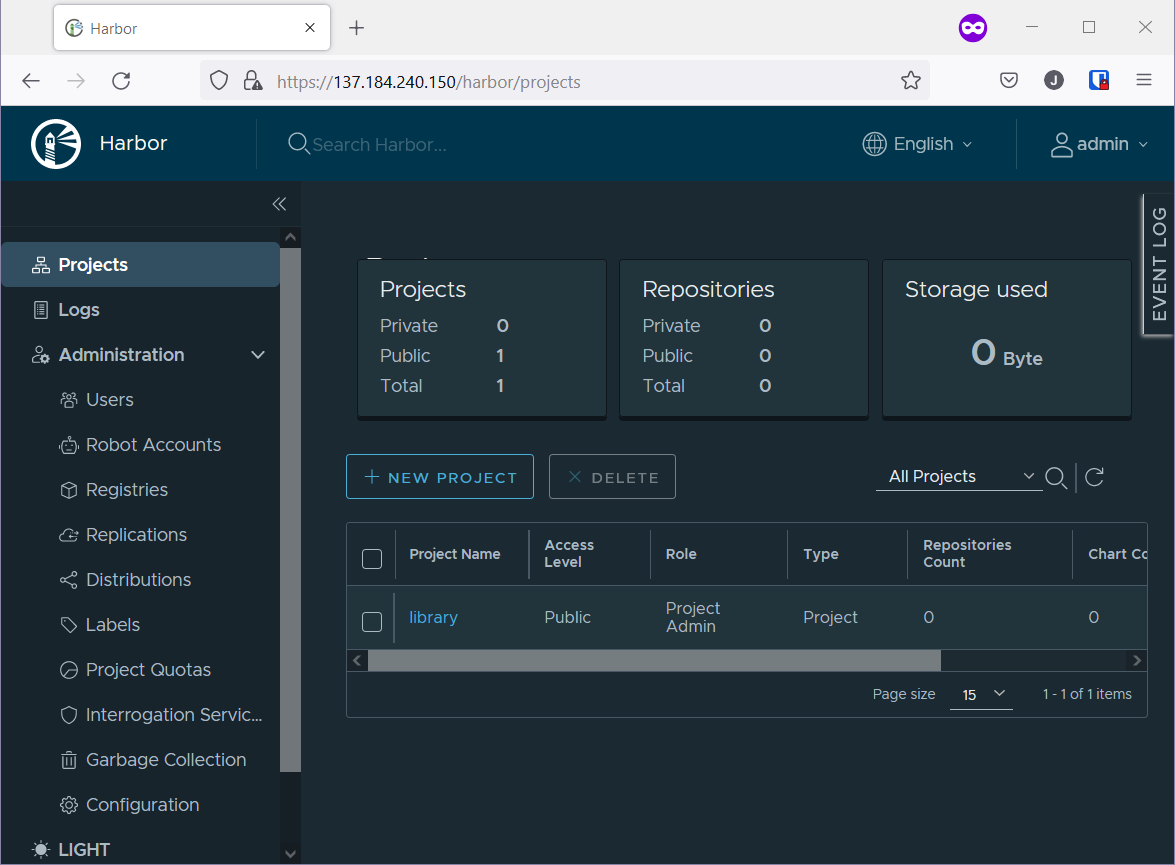 Harbor
https://137.184.240.150/harbor/projects
J
Harbor
Search Harbor...
English
admin
EVENT LOG
Projects
Logs
Administration
Users
Robot Accounts
Registries
Replications
Distributions
Labels
Project Quotas
Interrogation Servic...
Garbage Collection
Configuration
LIGHT
Projects
Private 0
Public 1
Total 1
Repositories
Private 0
Public 0
Total 0
Storage used
0 Byte
NEW PROJECT
DELETE
All Projects
Project Name Access Level Role Type Repositories Count Chart Co
library Public Project Admin Project 0 0
Page size 15 1 - 1 of 1 items